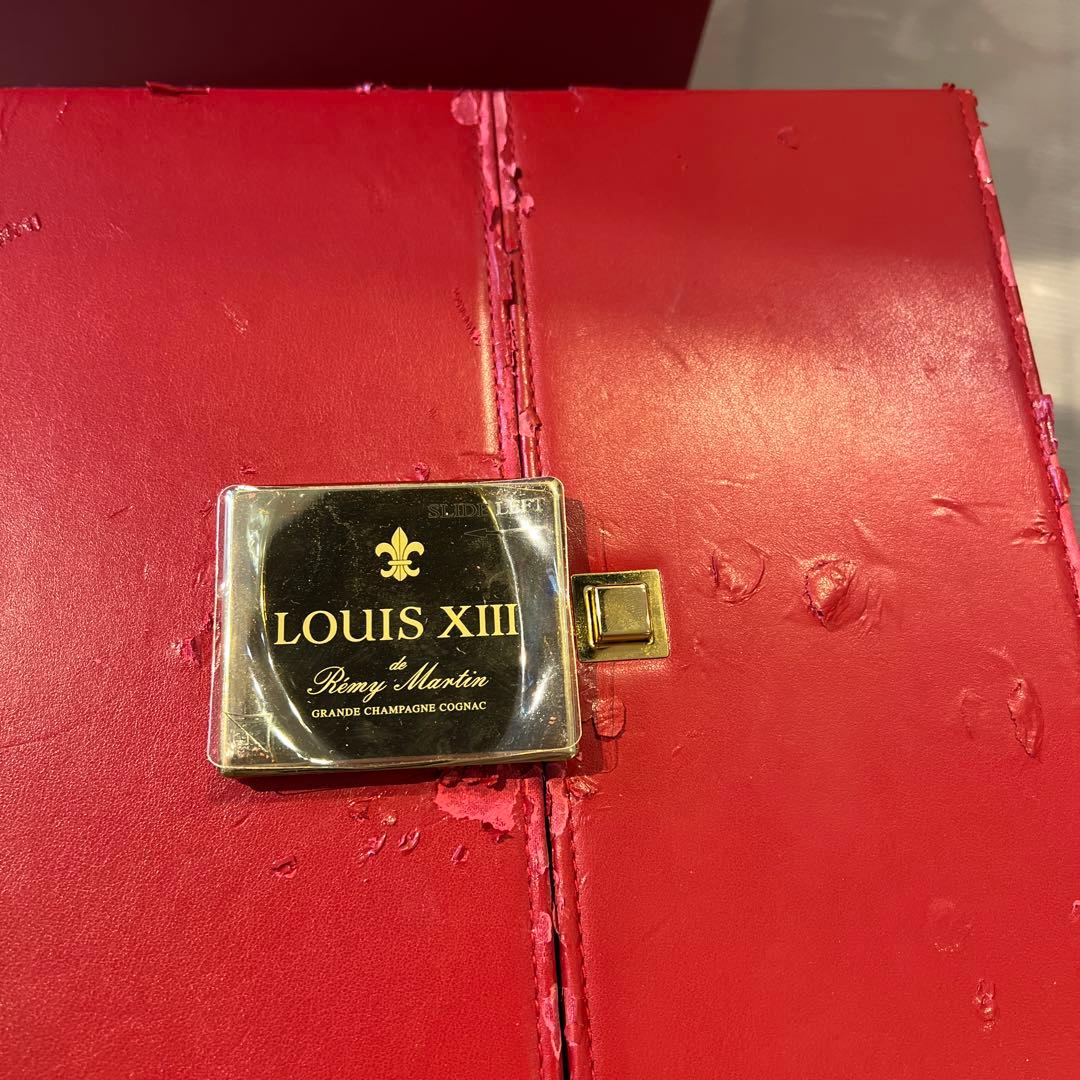 SLIDE LEFT
LOUIS XIII
de
Rémy Martin
GRANDE CHAMPAGNE COGNAC